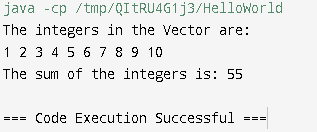 java -cp /tmp/QItRU4G1j3/HelloWorld
The integers in the Vector are:
1 2 3 4 5 6 7 8 9 10
The sum of the integers is: 55
=== Code Execution Successful ===